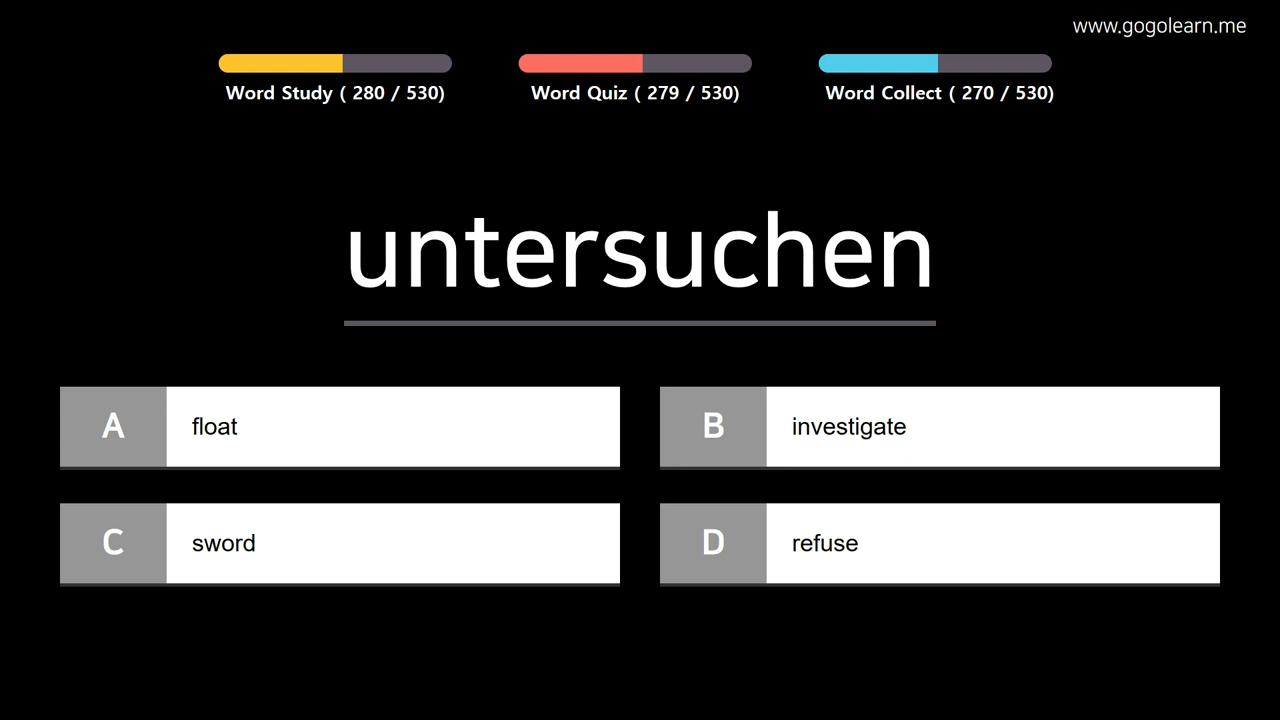 www.gogolearn.me
Word Study ( 280 / 530)
Word Quiz ( 279 / 530)
Word Collect ( 270 / 530)
untersuchen
A float
B investigate
C sword
D refuse